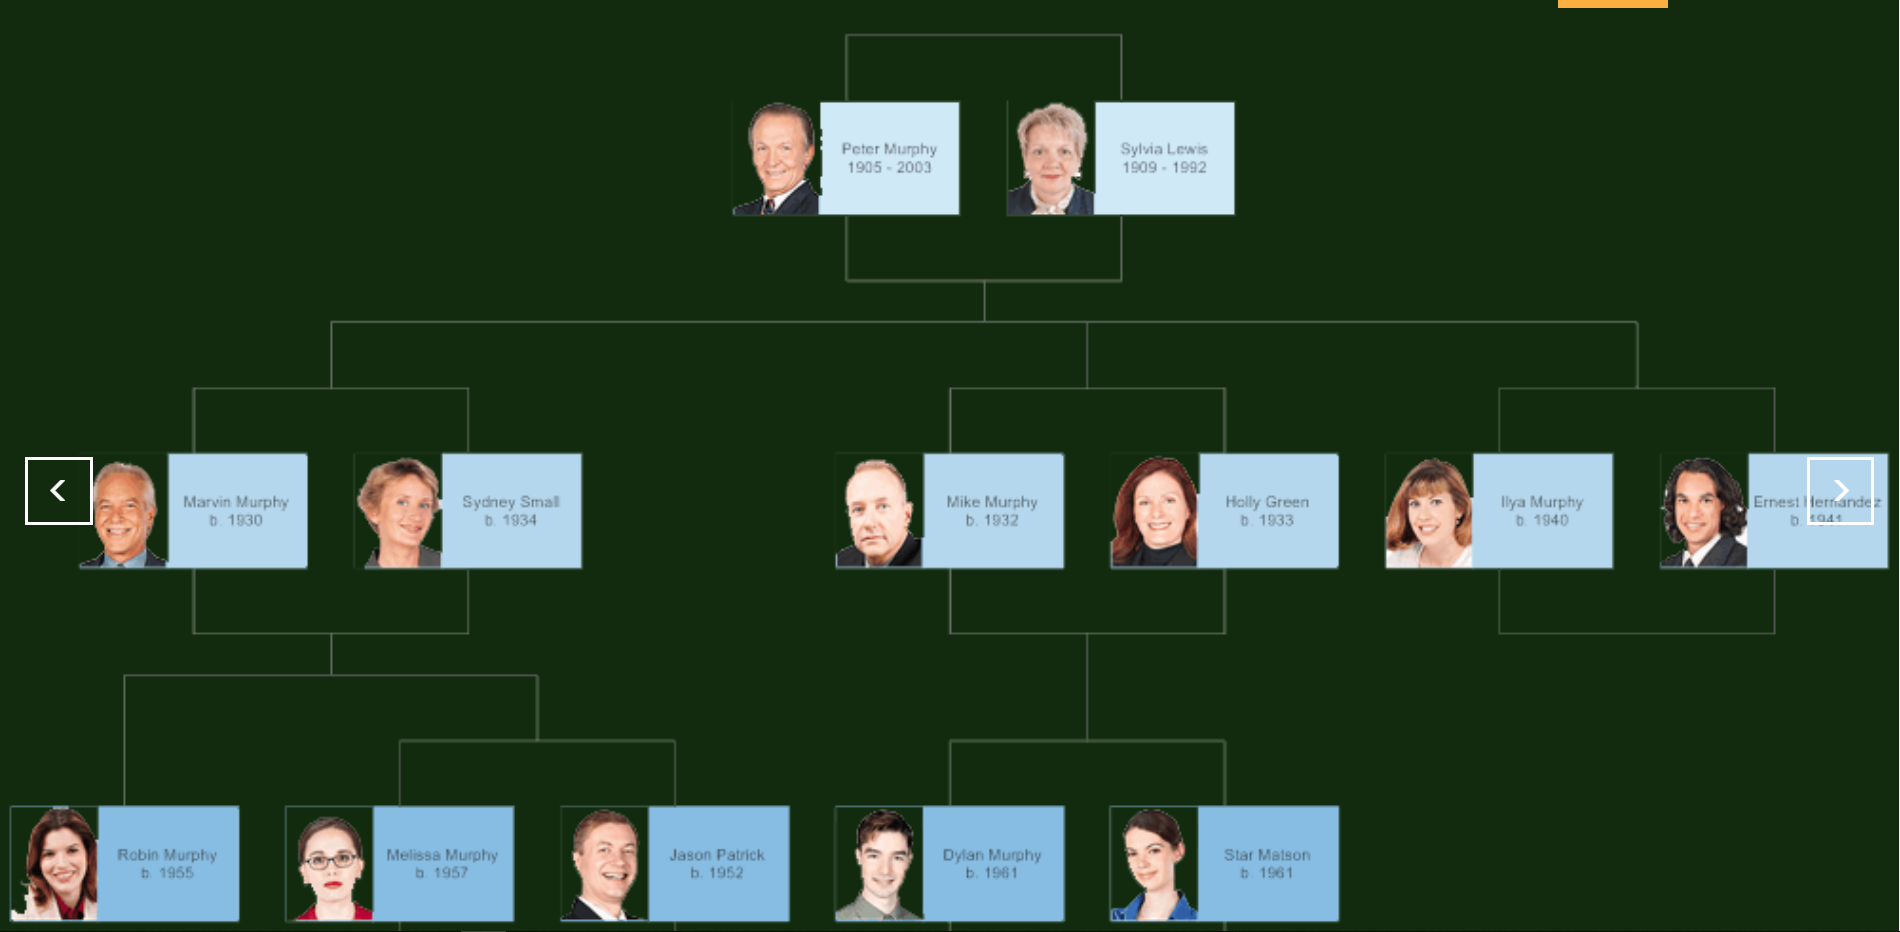 Peter Murphy
1905 - 2003
Sylvia Lewis
1909 - 1992
Marvin Murphy
b. 1930
Sydney Small
b. 1934
Mike Murphy
b. 1932
Holly Green
b. 1933
Ilya Murphy
b. 1940
Ernest Hernandez
b. 1941
Robin Murphy
b. 1955
Melissa Murphy
b. 1957
Jason Patrick
b. 1952
Dylan Murphy
b. 1961
Star Matson
b. 1961